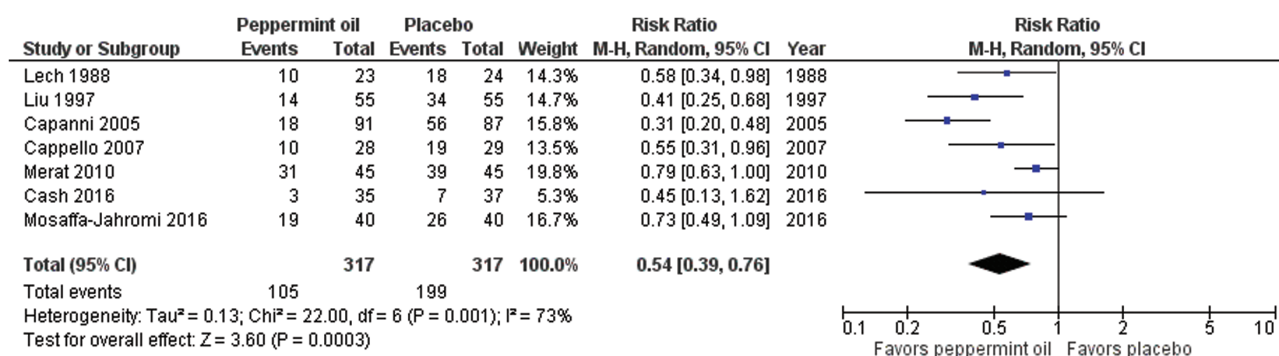 Peppermint oil Placebo Risk Ratio Risk Ratio
Study or Subgroup Events Total Events Total Weight M-H, Random, 95% CI Year M-H, Random, 95% CI
Lech 1988 10 23 18 24 14.3% 0.58 [0.34, 0.98] 1988
Liu 1997 14 55 34 55 14.7% 0.41 [0.25, 0.68] 1997
Capanni 2005 18 91 56 87 15.8% 0.31 [0.20, 0.48] 2005
Cappello 2007 10 28 19 29 13.5% 0.55 [0.31, 0.96] 2007
Merat 2010 31 45 39 45 19.8% 0.79 [0.63, 1.00] 2010
Cash 2016 3 35 7 37 5.3% 0.45 [0.13, 1.62] 2016
Mosaffa-Jahromi 2016 19 40 26 40 16.7% 0.73 [0.49, 1.09] 2016
Total (95% CI) 317 317 100.0% 0.54 [0.39, 0.76]
Total events 105 199
Heterogeneity: Tau² = 0.13; Chi² = 22.00, df = 6 (P = 0.001); I² = 73%
Test for overall effect: Z = 3.60 (P = 0.0003)
0.1 0.2 0.5 1 2 5 10
Favors peppermint oil Favors placebo